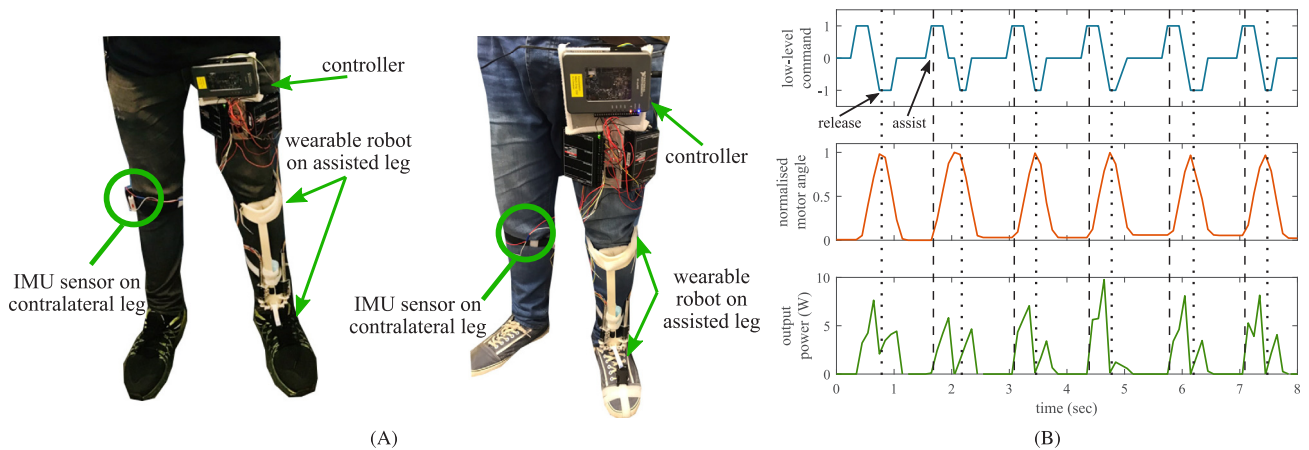 (A)
controller
wearable robot
on assisted leg
IMU sensor on
contralateral leg
controller
IMU sensor on
contralateral leg
wearable
robot on
assisted leg
(A)
(B)
low-level
command
1
0
-1
release
assist
normalised
motor angle
1
0.5
0
output
power (W)
10
5
0
0 1 2 3 4 5 6 7 8
time (sec)
(B)